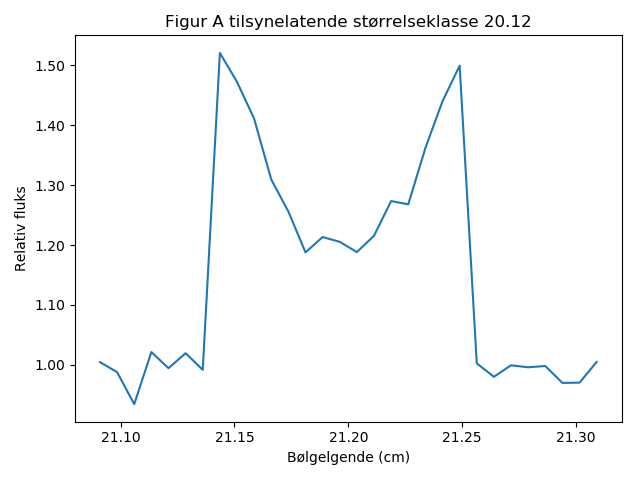 Figur A tilsynelatende størrelseklasse 20.12
1.50
1.40
1.30
1.20
1.10
1.00
Relativ fluks
21.10 21.15 21.20 21.25 21.30
Bølgelgende (cm)